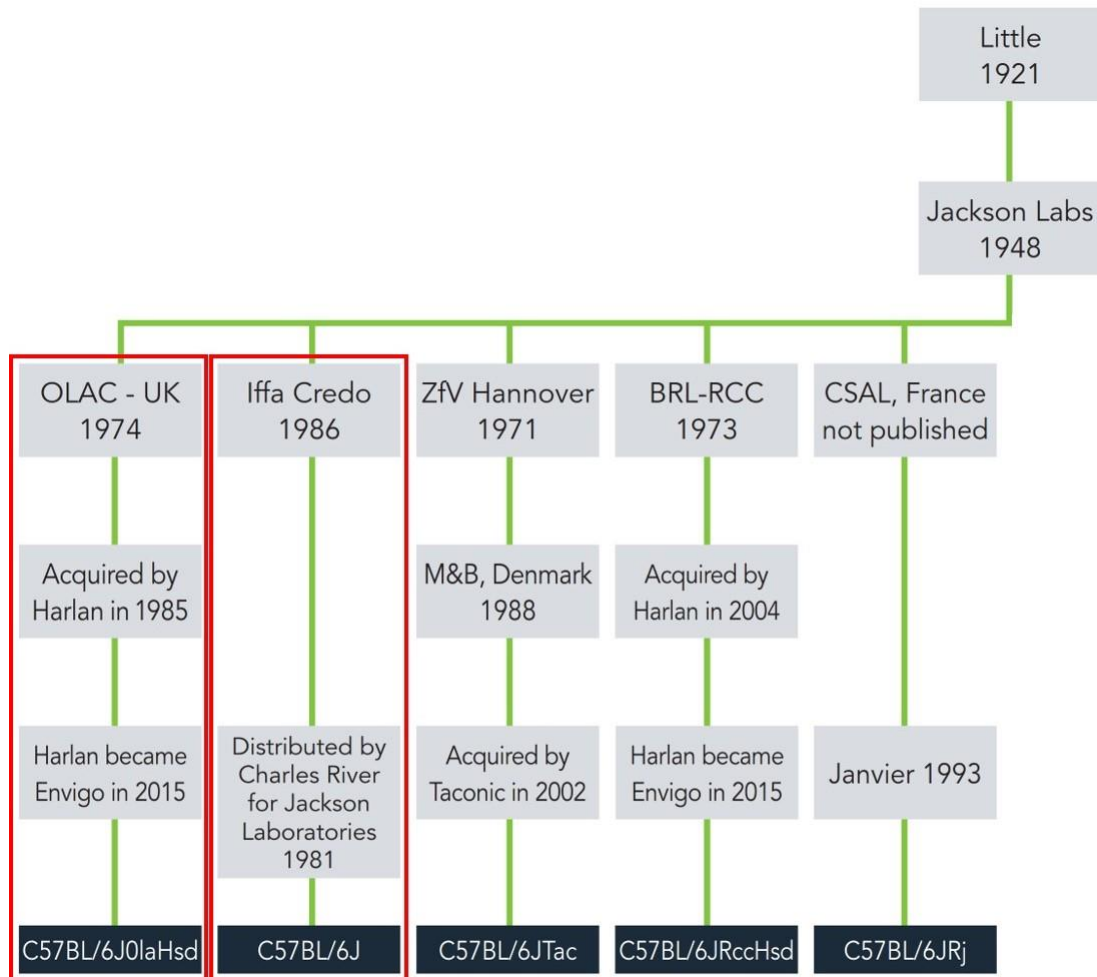 Little
1921
Jackson Labs
1948
OLAC - UK
1974
Iffa Credo
1986
ZfV Hannover
1971
BRL-RCC
1973
CSAL, France
not published
Acquired by
Harlan in 1985
M&B, Denmark
1988
Acquired by
Harlan in 2004
Harlan became
Envigo in 2015
Distributed by
Charles River
for Jackson
Laboratories
1981
Acquired by
Taconic in 2002
Harlan became
Envigo in 2015
Janvier 1993
C57BL/6J0laHsd
C57BL/6J
C57BL/6JTac
C57BL/6JRccHsd
C57BL/6JRj